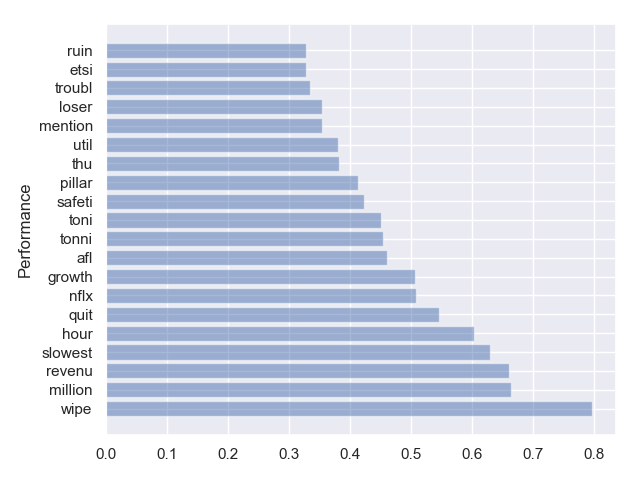 ruin
etsi
troubl
loser
mention
util
thu
pillar
safeti
toni
tonni
afl
growth
nflx
quit
hour
slowest
revenu
million
wipe
Performance
0.0 0.1 0.2 0.3 0.4 0.5 0.6 0.7 0.8